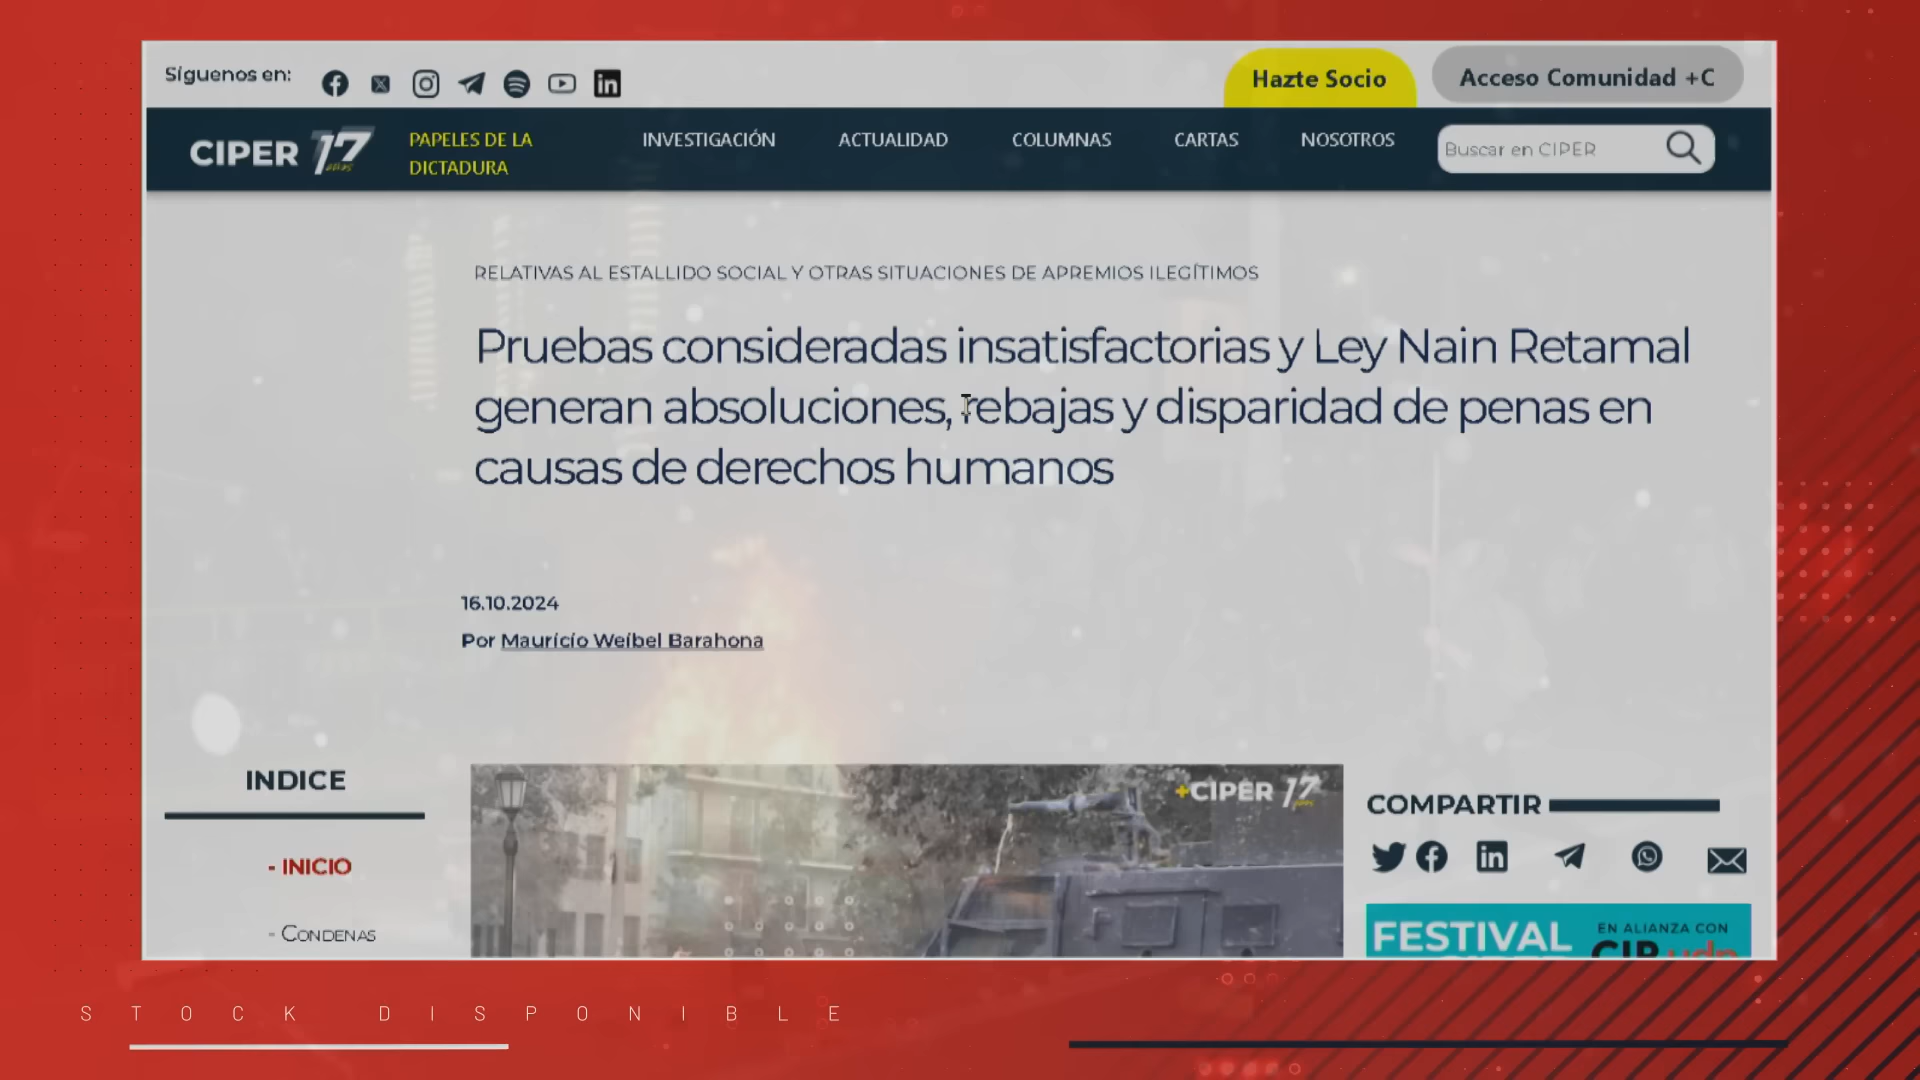 Síguenos en:
Hazte Socio
Acceso Comunidad +C
CIPER 17 años
PAPELES DE LA
DICTADURA
INVESTIGACIÓN
ACTUALIDAD
COLUMNAS
CARTAS
NOSOTROS
Buscar en CIPER
RELATIVAS AL ESTALLIDO SOCIAL Y OTRAS SITUACIONES DE APREMIOS ILEGÍTIMOS
Pruebas consideradas insatisfactorias y Ley Nain Retamal
generan absoluciones, rebajas y disparidad de penas en
causas de derechos humanos
16.10.2024
Por Mauricio Weibel Barahona
INDICE
- INICIO
- CONDENAS
+CIPER 17
COMPARTIR
FESTIVAL
EN ALIANZA CON
STOCK DISPONIBLE